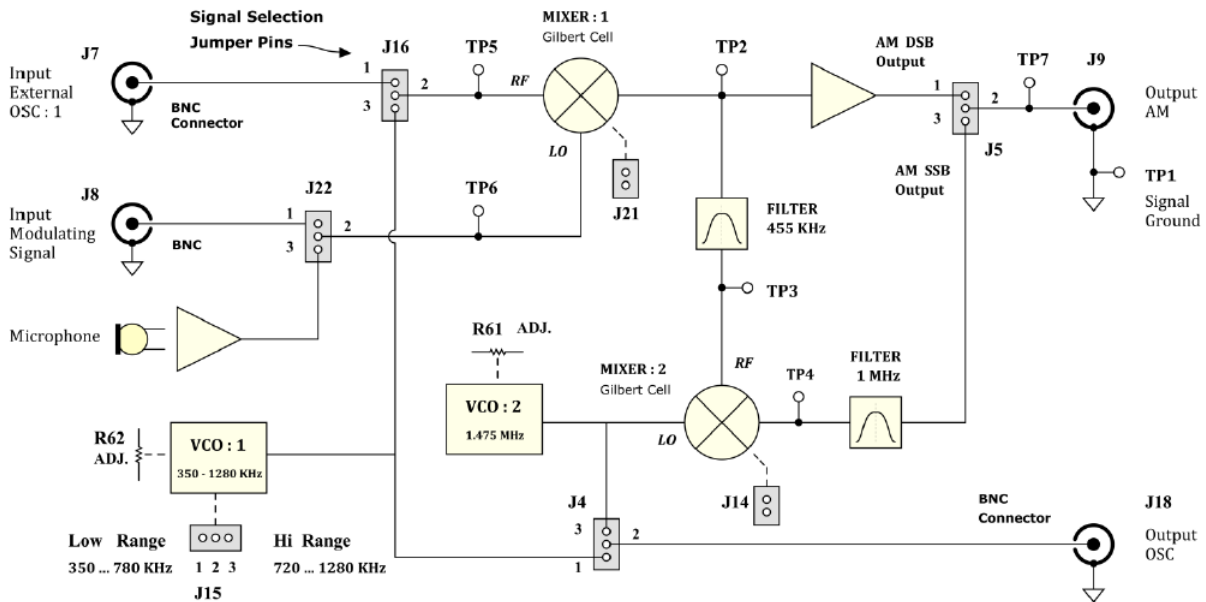 Signal Selection
Jumper Pins
J7
Input
External
OSC : 1
BNC
Connector
J16
1
2
3
TP5
RF
MIXER : 1
Gilbert Cell
LO
J21
TP2
AM DSB
Output
1
2
3
J5
TP7
J9
Output
AM
TP1
Signal
Ground
AM SSB
Output
J8
Input
Modulating
Signal
BNC
J22
1
2
3
TP6
FILTER
455 KHz
TP3
Microphone
R61 ADJ.
VCO : 2
1.475 MHz
MIXER : 2
Gilbert Cell
RF
LO
TP4
FILTER
1 MHz
J14
R62
ADJ.
VCO : 1
350 - 1280 KHz
Low Range
350 ... 780 KHz
1 2 3
J15
Hi Range
720 ... 1280 KHz
J4
3
2
1
BNC
Connector
J18
Output
OSC